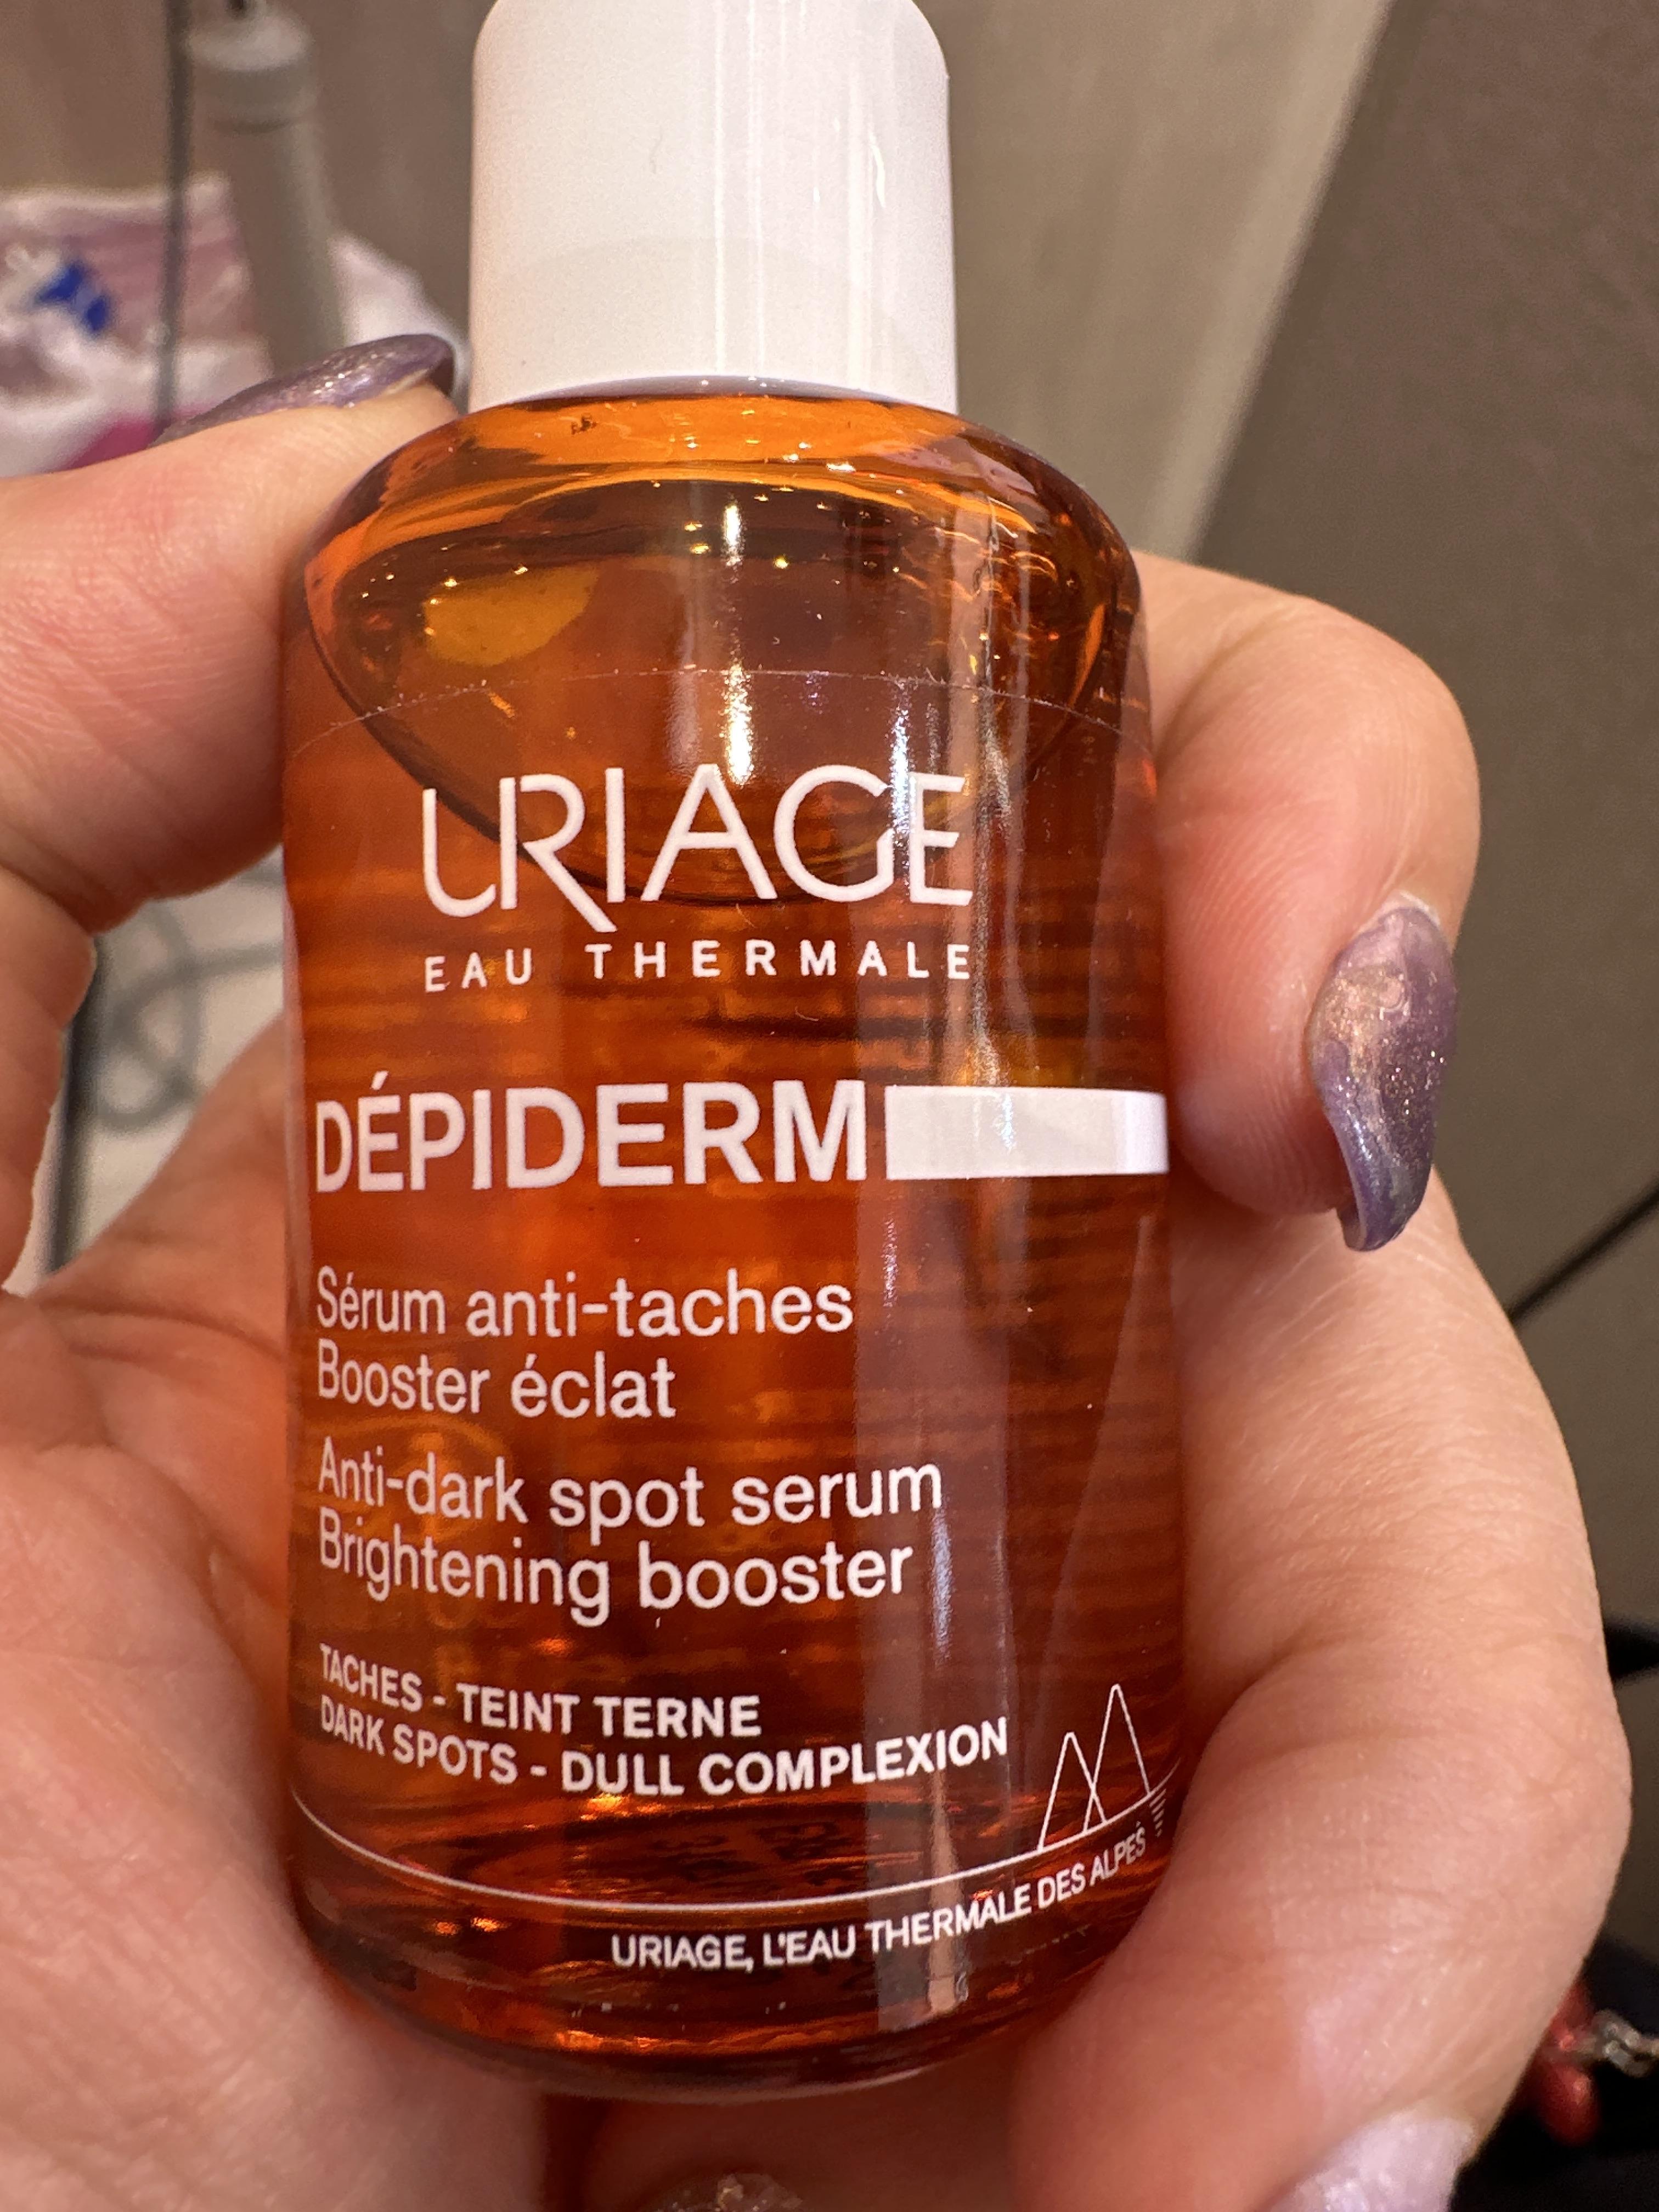 URIAGE
EAU THERMALE
DÉPIDERM
Sérum anti-taches
Booster éclat
Anti-dark spot serum
Brightening booster
TACHES - TEINT TERNE
DARK SPOTS - DULL COMPLEXION
URIAGE, L'EAU THERMALE DES ALPES